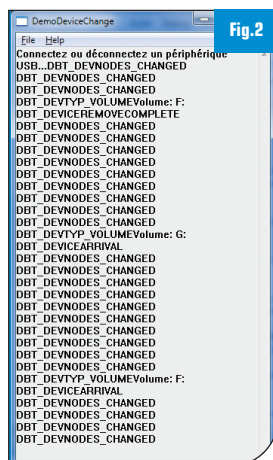 DemoDeviceChange
Fig.2
File Help
Connectez ou déconnectez un périphérique
USB...DBT_DEVNODES_CHANGED
DBT_DEVNODES_CHANGED
DBT_DEVNODES_CHANGED
DBT_DEVTYP_VOLUMEVolume: F:
DBT_DEVICEREMOVECOMPLETE
DBT_DEVNODES_CHANGED
DBT_DEVNODES_CHANGED
DBT_DEVNODES_CHANGED
DBT_DEVNODES_CHANGED
DBT_DEVNODES_CHANGED
DBT_DEVNODES_CHANGED
DBT_DEVNODES_CHANGED
DBT_DEVNODES_CHANGED
DBT_DEVNODES_CHANGED
DBT_DEVTYP_VOLUMEVolume: G:
DBT_DEVICEARRIVAL
DBT_DEVNODES_CHANGED
DBT_DEVNODES_CHANGED
DBT_DEVNODES_CHANGED
DBT_DEVNODES_CHANGED
DBT_DEVNODES_CHANGED
DBT_DEVNODES_CHANGED
DBT_DEVNODES_CHANGED
DBT_DEVNODES_CHANGED
DBT_DEVNODES_CHANGED
DBT_DEVNODES_CHANGED
DBT_DEVTYP_VOLUMEVolume: F:
DBT_DEVICEARRIVAL
DBT_DEVNODES_CHANGED
DBT_DEVNODES_CHANGED
DBT_DEVNODES_CHANGED
DBT_DEVNODES_CHANGED